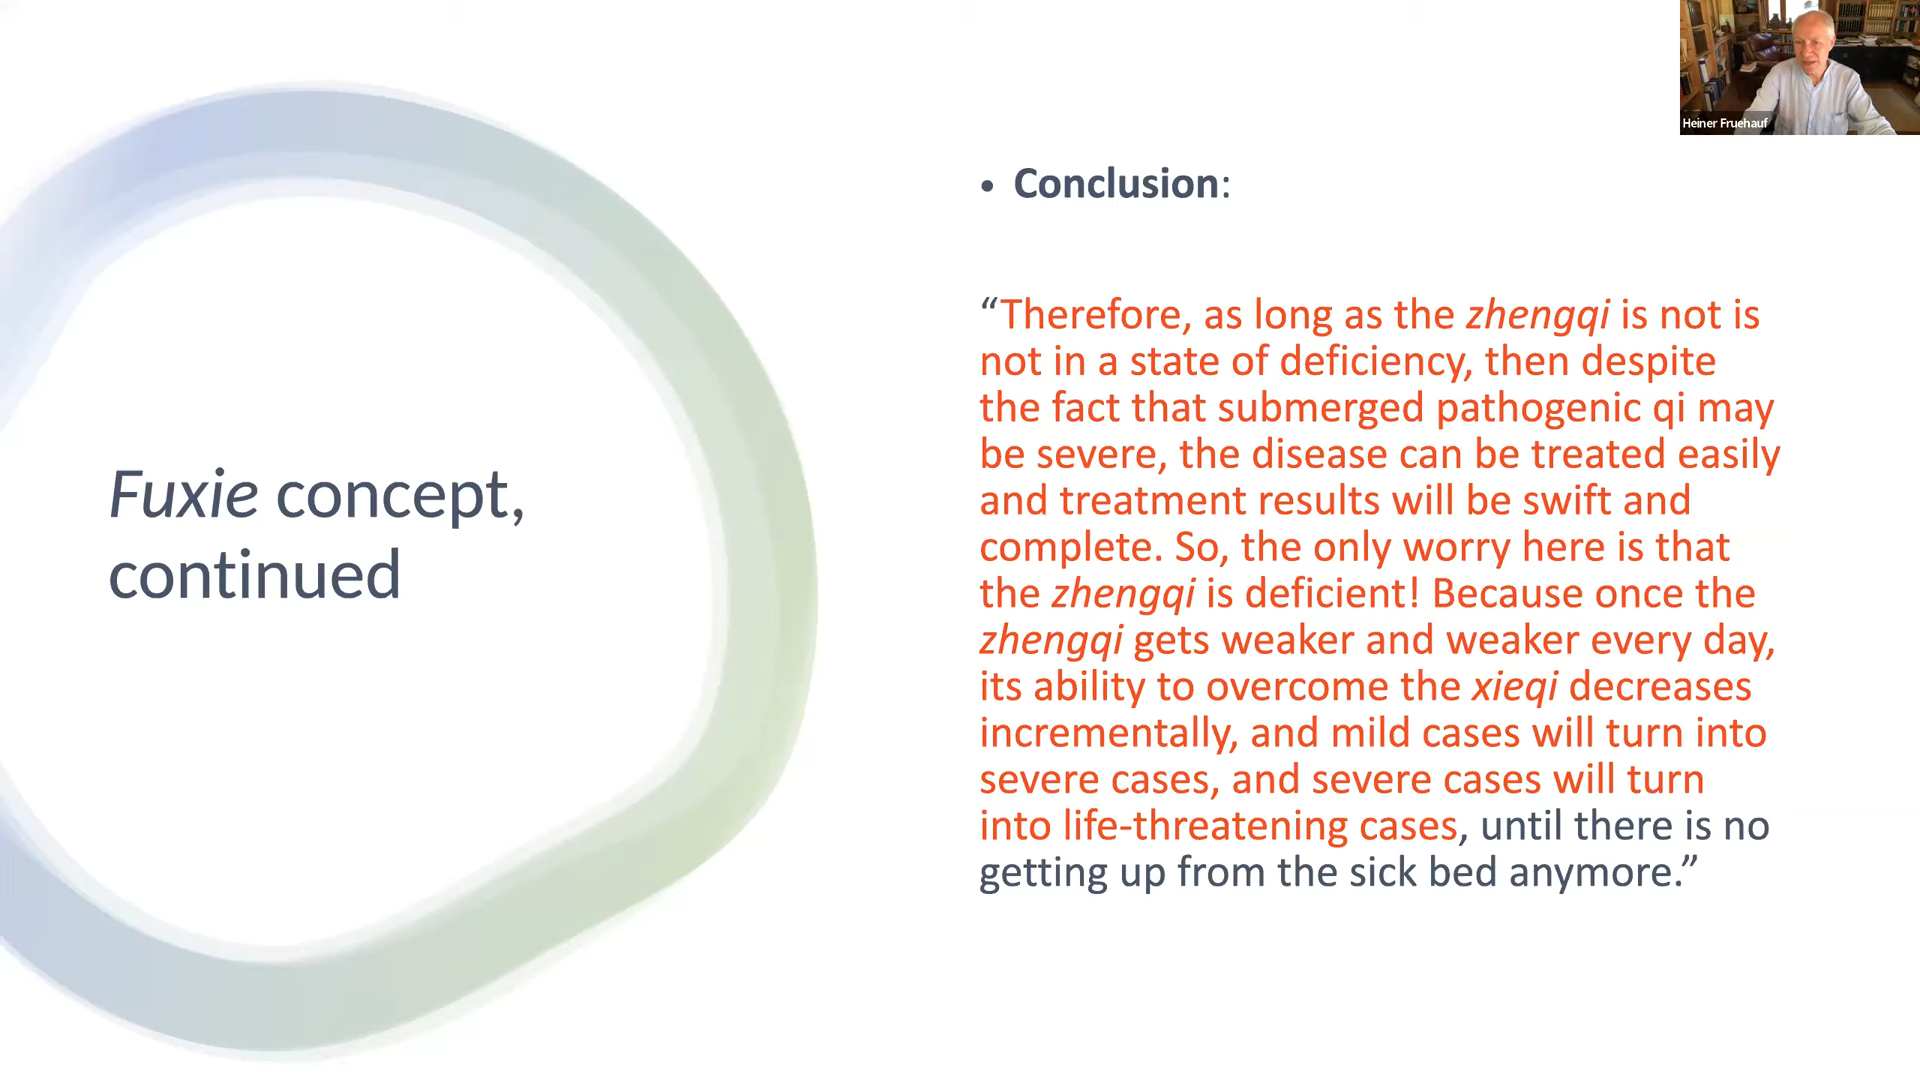 Heiner Fruehauf
Fuxie concept,
continued
• Conclusion:
“Therefore, as long as the zhengqi is not is
not in a state of deficiency, then despite
the fact that submerged pathogenic qi may
be severe, the disease can be treated easily
and treatment results will be swift and
complete. So, the only worry here is that
the zhengqi is deficient! Because once the
zhengqi gets weaker and weaker every day,
its ability to overcome the xieqi decreases
incrementally, and mild cases will turn into
severe cases, and severe cases will turn
into life-threatening cases, until there is no
getting up from the sick bed anymore.”